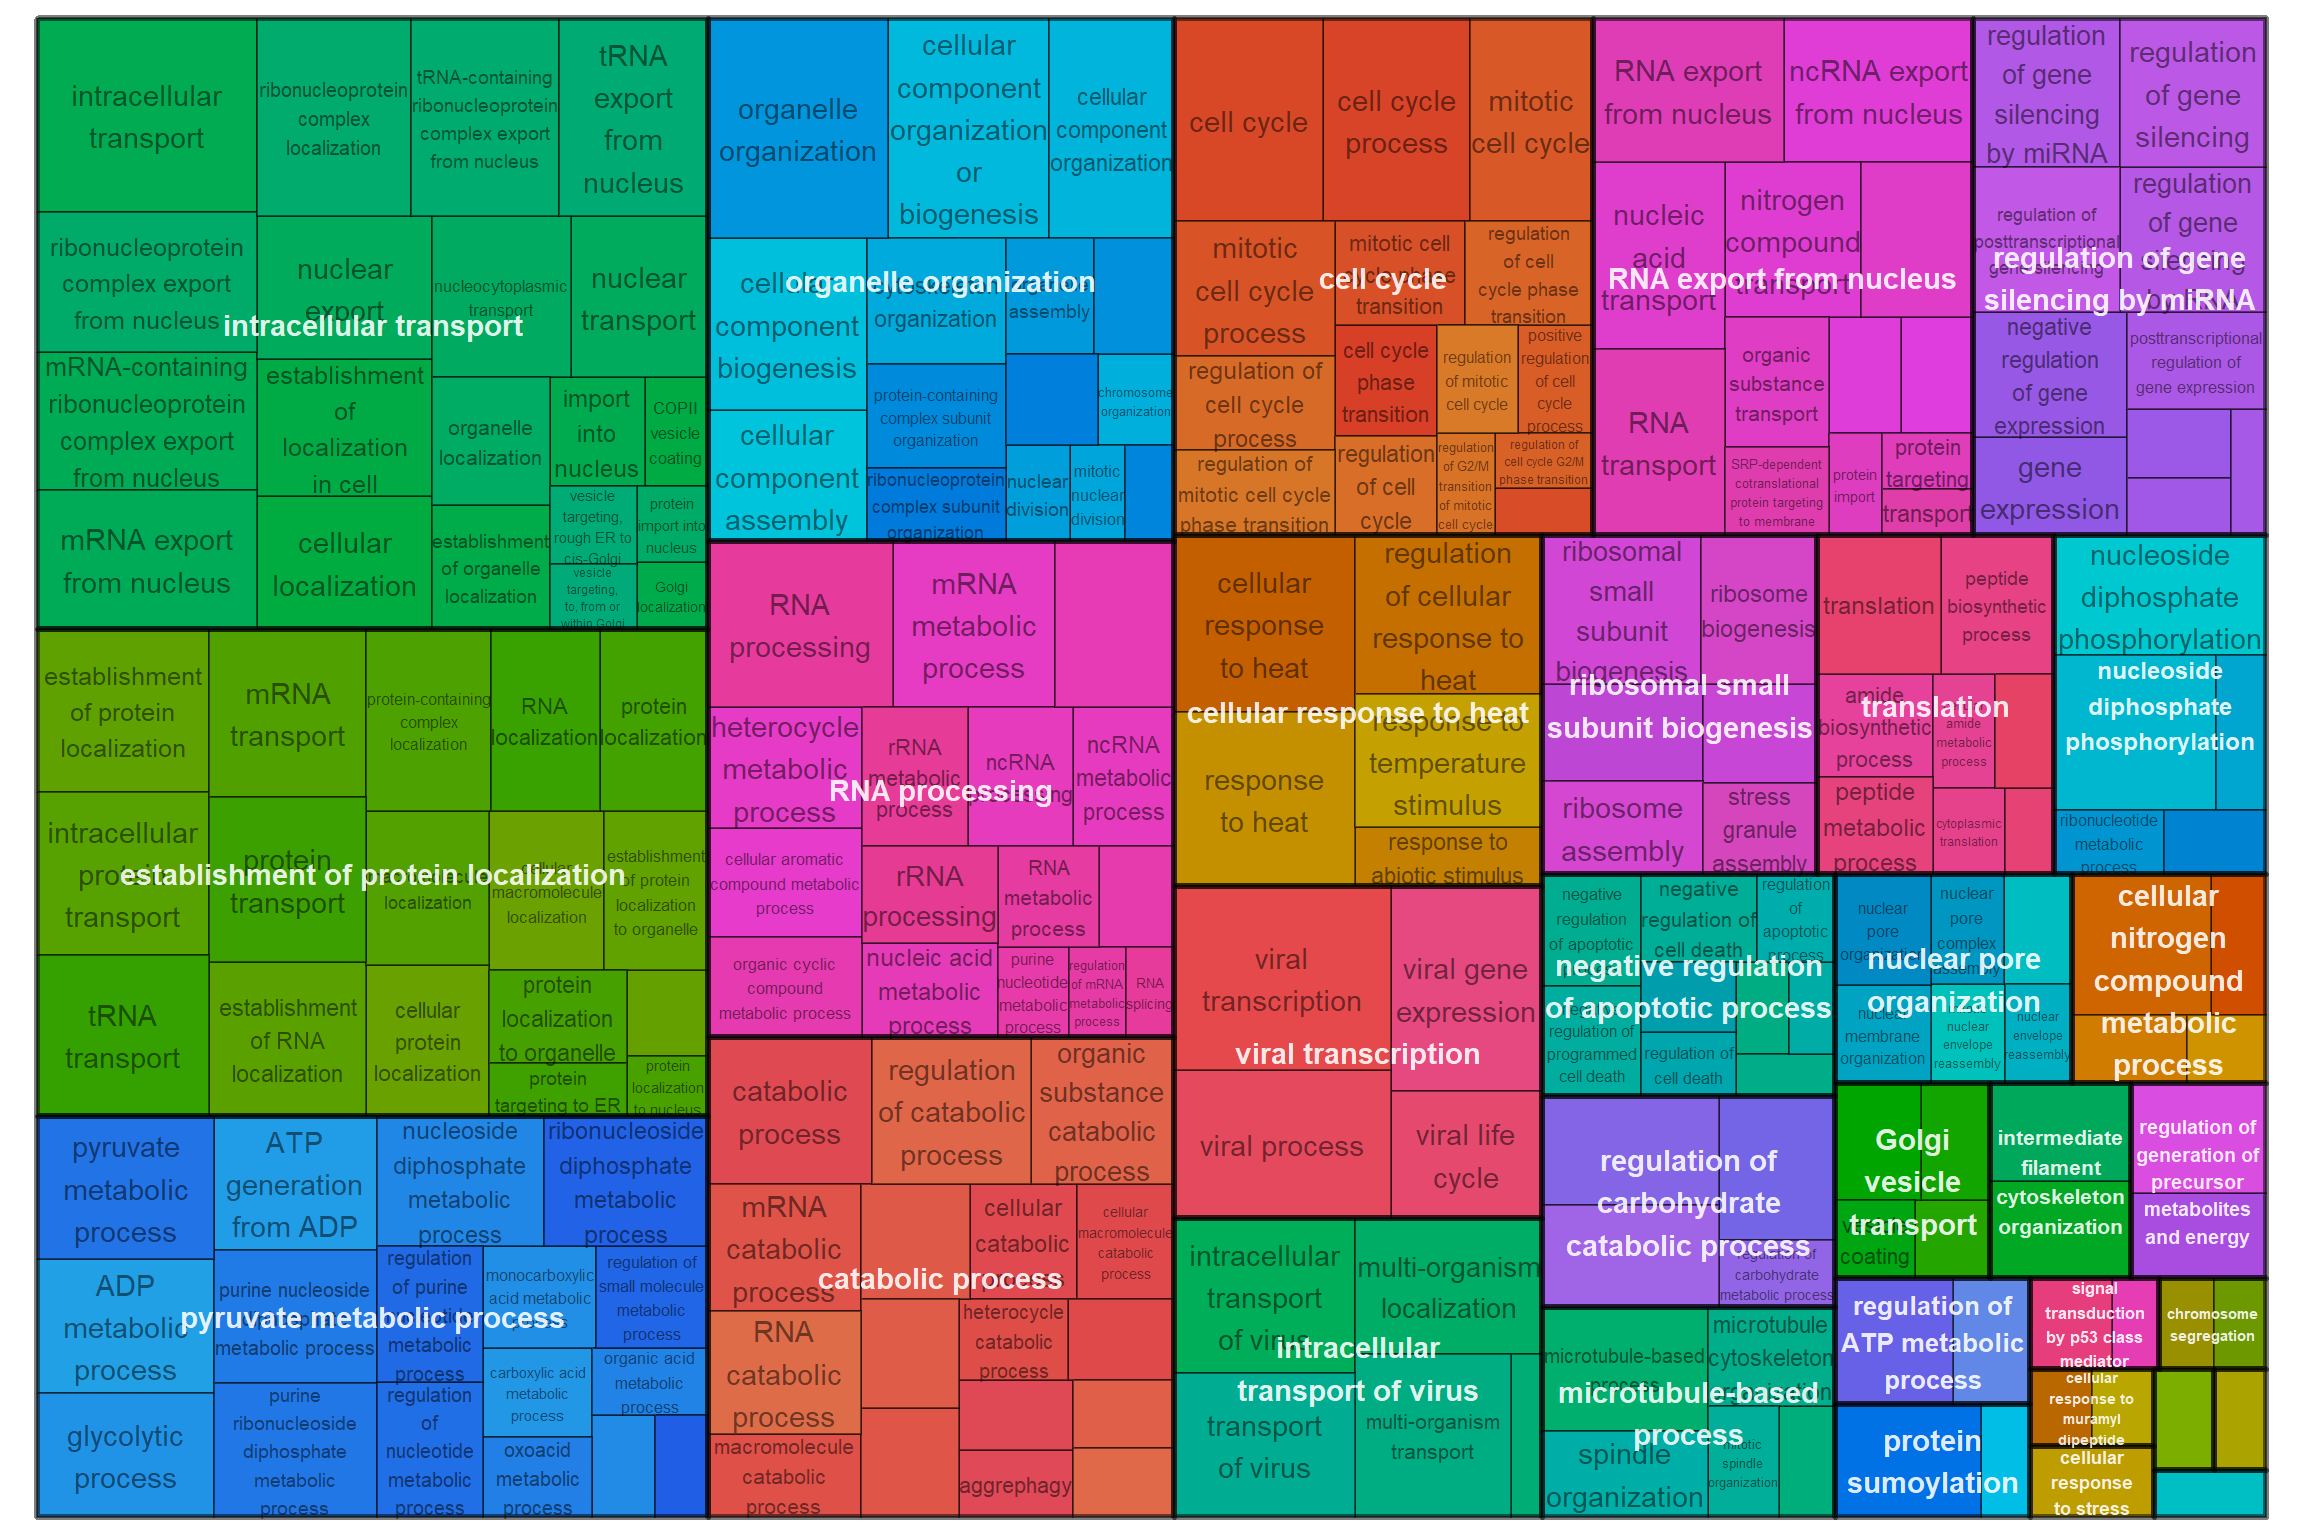 intracellular
transport
ribonucleoprotein
complex
localization
tRNA-containing
ribonucleoprotein
complex export
from nucleus
tRNA
export
from
nucleus
ribonucleoprotein
complex export
from nucleus
nuclear
export
nucleocytoplasmic
transport
nuclear
transport
intracellular transport
mRNA-containing
ribonucleoprotein
complex export
from nucleus
establishment
of
localization
in cell
organelle
localization
import
into
nucleus
COPII
vesicle
coating
mRNA export
from nucleus
cellular
localization
establishment
of organelle
localization
vesicle
targeting,
rough ER to
cis-Golgi
protein
import into
nucleus
vesicle
targeting,
to, from or
within Golgi
Golgi
localization
organelle
organization
cellular
component
organization
or
biogenesis
cellular
component
organization
cellular
component
biogenesis
organization
assembly
organelle organization
protein-containing
complex subunit
organization
chromosome
organization
cellular
component
assembly
ribonucleoprotein
complex subunit
organization
nuclear
division
mitotic
nuclear
division
cell cycle
cell cycle
process
mitotic
cell cycle
mitotic
cell cycle
process
mitotic cell
cycle phase
transition
regulation
of cell
cycle phase
transition
cell cycle
regulation of
cell cycle
process
cell cycle
phase
transition
regulation
of mitotic
cell cycle
positive
regulation
of cell
cycle
process
regulation of
mitotic cell cycle
phase transition
regulation
of cell
cycle
regulation
of G2/M
transition
of mitotic
cell cycle
regulation of
cell cycle G2/M
phase transition
RNA export
from nucleus
ncRNA export
from nucleus
nucleic
acid
transport
nitrogen
compound
transport
RNA export from nucleus
RNA
transport
organic
substance
transport
SRP-dependent
cotranslational
protein targeting
to membrane
protein
import
protein
targeting
transport
regulation
of gene
silencing
by miRNA
regulation
of gene
silencing
regulation of
posttranscriptional
gene silencing
regulation
of gene
silencing
by RNA
regulation of gene
silencing by miRNA
negative
regulation
of gene
expression
posttranscriptional
regulation of
gene expression
gene
expression
establishment
of protein
localization
mRNA
transport
protein-containing
complex
localization
RNA
localization
protein
localization
intracellular
protein
transport
protein
transport
localization
cellular
macromolecule
localization
establishment
of protein
localization
to organelle
establishment of protein localization
tRNA
transport
establishment
of RNA
localization
cellular
protein
localization
protein
localization
to organelle
protein
targeting to ER
protein
localization
to nucleus
RNA
processing
mRNA
metabolic
process
heterocycle
metabolic
process
rRNA
metabolic
process
ncRNA
processing
ncRNA
metabolic
process
RNA processing
cellular aromatic
compound metabolic
process
rRNA
processing
RNA
metabolic
process
organic cyclic
compound
metabolic process
nucleic acid
metabolic
process
purine
nucleotide
metabolic
process
regulation
of mRNA
metabolic
process
RNA
splicing
cellular
response
to heat
regulation
of cellular
response to
heat
cellular response to heat
response
to heat
response to
temperature
stimulus
response to
abiotic stimulus
ribosomal
small
subunit
biogenesis
ribosome
biogenesis
ribosomal small
subunit biogenesis
ribosome
assembly
stress
granule
assembly
translation
peptide
biosynthetic
process
amide
biosynthetic
process
amide
metabolic
process
translation
peptide
metabolic
process
cytoplasmic
translation
nucleoside
diphosphate
phosphorylation
nucleoside
diphosphate
phosphorylation
ribonucleotide
metabolic
process
viral
transcription
viral gene
expression
viral transcription
viral process
viral life
cycle
negative
regulation
of apoptotic
negative
regulation of
cell death
regulation
of
apoptotic
process
negative regulation
of apoptotic process
regulation of
programmed
cell death
regulation of
cell death
nuclear
pore
organization
nuclear
pore
complex
assembly
nuclear pore
organization
nuclear
membrane
organization
nuclear
envelope
reassembly
nuclear
envelope
reassembly
cellular
nitrogen
compound
metabolic
process
pyruvate
metabolic
process
ATP
generation
from ADP
nucleoside
diphosphate
metabolic
process
ribonucleoside
diphosphate
metabolic
process
ADP
metabolic
process
purine nucleoside
metabolic process
regulation
of purine
nucleotide
metabolic
process
monocarboxylic
acid metabolic
process
regulation of
small molecule
metabolic
process
pyruvate metabolic process
glycolytic
process
purine
ribonucleoside
diphosphate
metabolic
process
regulation
of
nucleotide
metabolic
process
carboxylic acid
metabolic
process
organic acid
metabolic
process
oxoacid
metabolic
process
catabolic
process
regulation
of catabolic
process
organic
substance
catabolic
process
mRNA
catabolic
process
cellular
catabolic
process
cellular
macromolecule
catabolic
process
catabolic process
RNA
catabolic
process
heterocycle
catabolic
process
macromolecule
catabolic
process
aggrephagy
intracellular
transport
of virus
multi-organism
localization
intracellular
transport of virus
transport
of virus
multi-organism
transport
regulation of
carbohydrate
catabolic process
regulation of
carbohydrate
metabolic process
microtubule-based
process
microtubule
cytoskeleton
organization
microtubule-based
process
spindle
organization
mitotic
spindle
organization
Golgi
vesicle
transport
vesicle
coating
intermediate
filament
cytoskeleton
organization
regulation of
generation of
precursor
metabolites
and energy
regulation of
ATP metabolic
process
signal
transduction
by p53 class
mediator
chromosome
segregation
protein
sumoylation
cellular
response to
muramyl
dipeptide
cellular
response
to stress